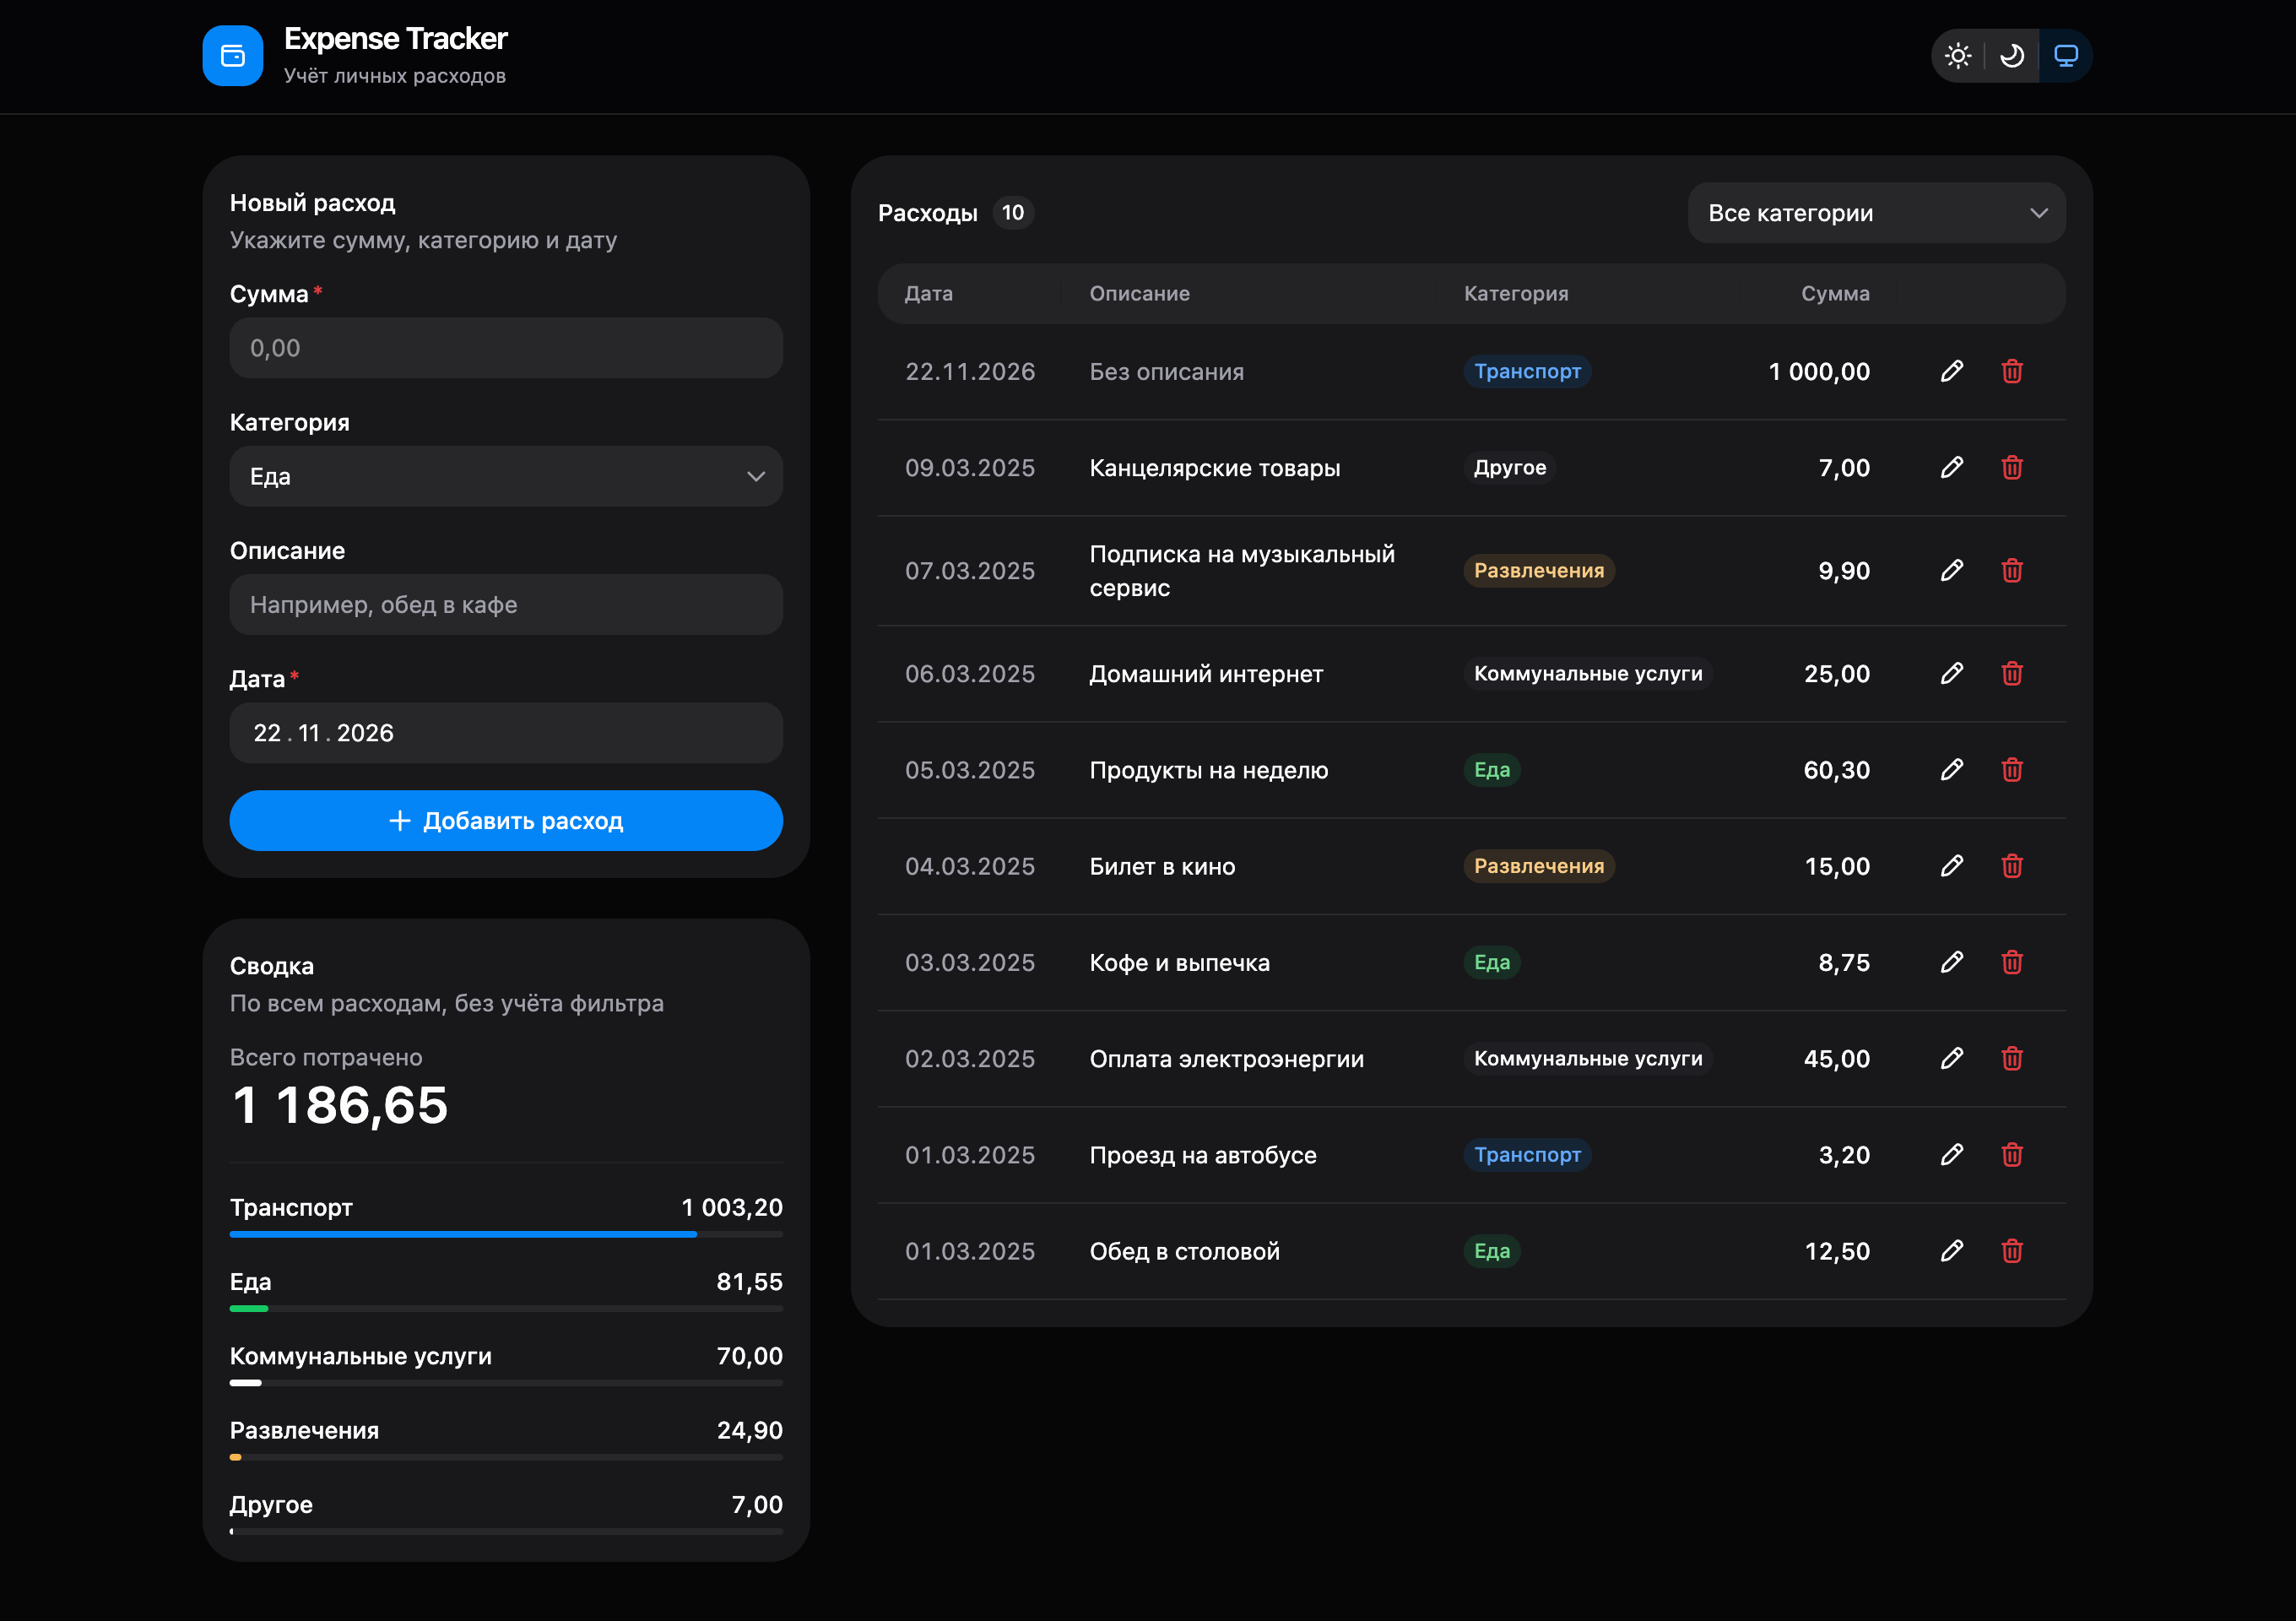 Expense Tracker
Учёт личных расходов
Новый расход
Укажите сумму, категорию и дату
Сумма*
0,00
Категория
Еда
Описание
Например, обед в кафе
Дата*
22.11.2026
+ Добавить расход
Сводка
По всем расходам, без учёта фильтра
Всего потрачено
1 186,65
Транспорт 1 003,20
Еда 81,55
Коммунальные услуги 70,00
Развлечения 24,90
Другое 7,00
Расходы 10
Все категории
Дата Описание Категория Сумма
22.11.2026 Без описания Транспорт 1 000,00
09.03.2025 Канцелярские товары Другое 7,00
07.03.2025 Подписка на музыкальный
сервис Развлечения 9,90
06.03.2025 Домашний интернет Коммунальные услуги 25,00
05.03.2025 Продукты на неделю Еда 60,30
04.03.2025 Билет в кино Развлечения 15,00
03.03.2025 Кофе и выпечка Еда 8,75
02.03.2025 Оплата электроэнергии Коммунальные услуги 45,00
01.03.2025 Проезд на автобусе Транспорт 3,20
01.03.2025 Обед в столовой Еда 12,50